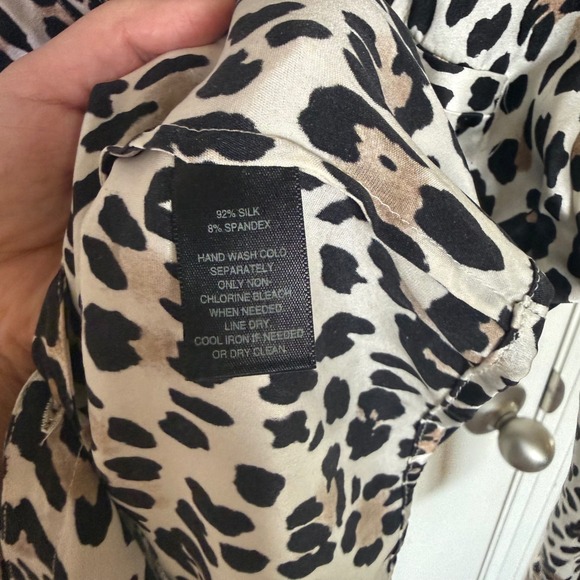 92% SILK
8% SPANDEX
HAND WASH COLD
SEPARATELY
ONLY NON-
CHLORINE BLEACH
WHEN NEEDED
LINE DRY.
COOL IRON IF NEEDED
OR DRY CLEAN.